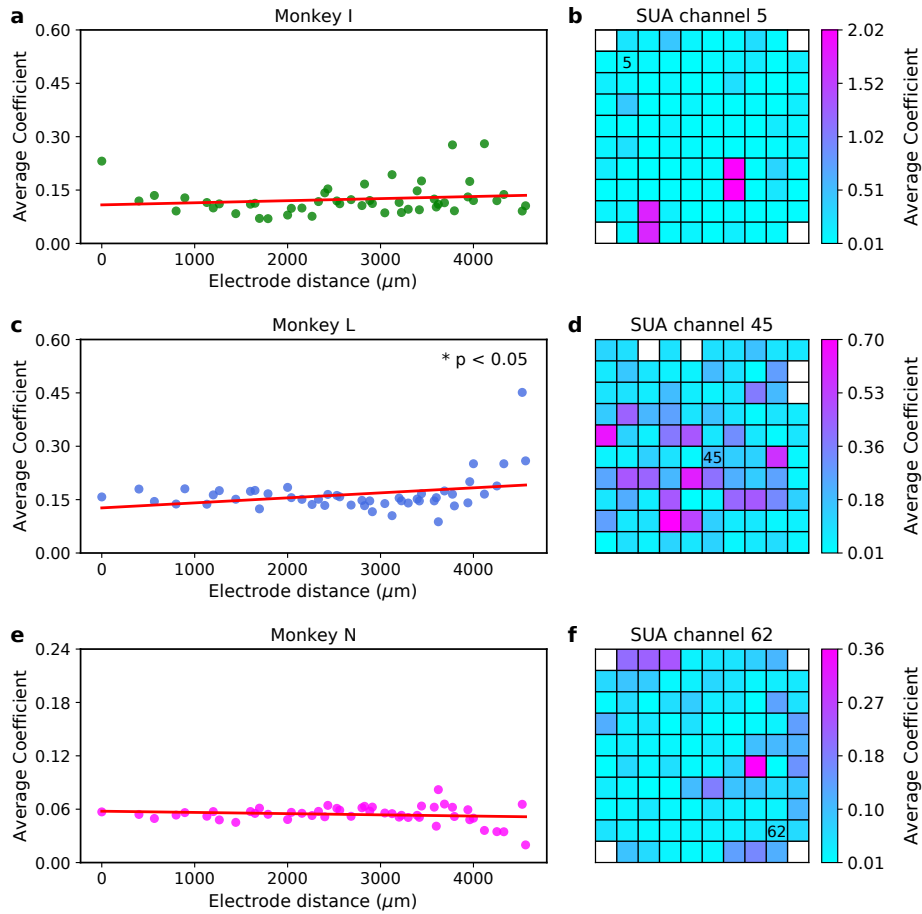 a
Monkey I
0.60
0.45
0.30
0.15
0.00
Average Coefficient
0 1000 2000 3000 4000
Electrode distance (μm)
b
SUA channel 5
5
2.02
1.52
1.02
0.51
0.01
Average Coefficient
c
Monkey L
* p < 0.05
0.60
0.45
0.30
0.15
0.00
Average Coefficient
0 1000 2000 3000 4000
Electrode distance (μm)
d
SUA channel 45
45
0.70
0.53
0.36
0.18
0.01
Average Coefficient
e
Monkey N
0.24
0.18
0.12
0.06
0.00
Average Coefficient
0 1000 2000 3000 4000
Electrode distance (μm)
f
SUA channel 62
62
0.36
0.27
0.18
0.10
0.01
Average Coefficient